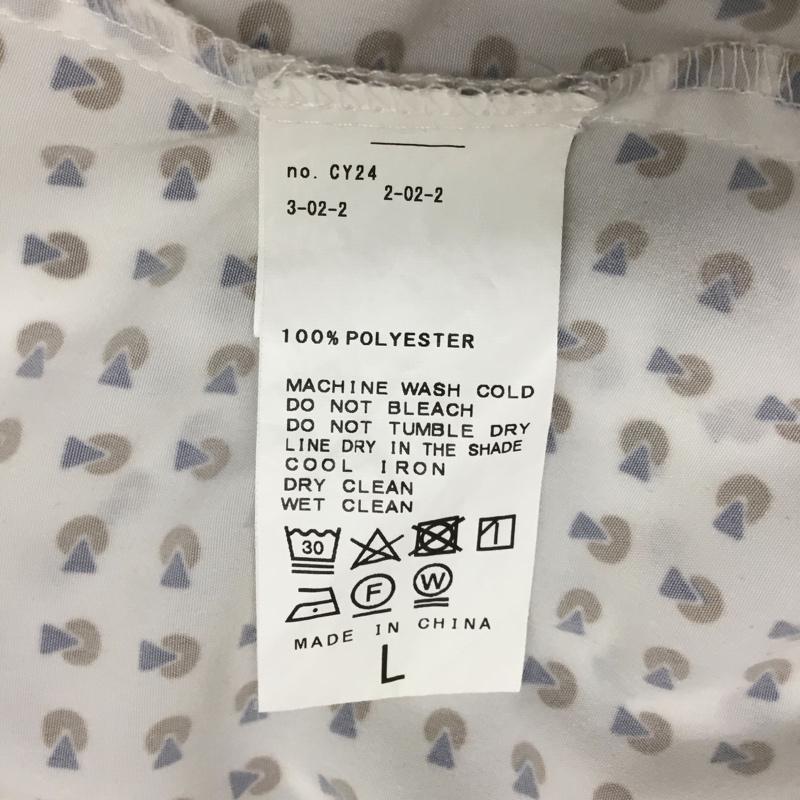 no. CY24
2-02-2
3-02-2
100% POLYESTER
MACHINE WASH COLD
DO NOT BLEACH
DO NOT TUMBLE DRY
LINE DRY IN THE SHADE
COOL IRON
DRY CLEAN
WET CLEAN
30
F W
MADE IN CHINA
L